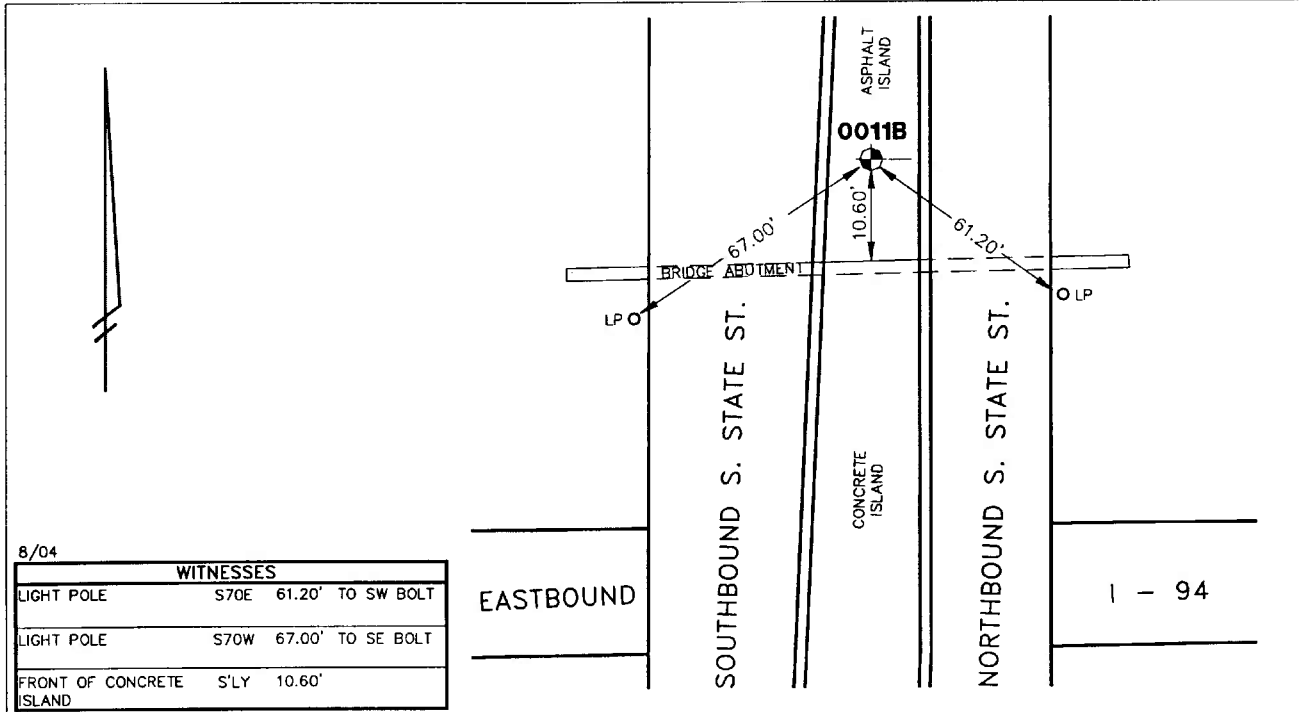 ASPHALT
ISLAND
0011B
67.00'
10.60'
61.20'
BRIDGE ABUTMENT
LP
LP
SOUTHBOUND S. STATE ST.
CONCRETE
ISLAND
NORTHBOUND S. STATE ST.
EASTBOUND
I - 94
8/04
WITNESSES
LIGHT POLE S70E 61.20' TO SW BOLT
LIGHT POLE S70W 67.00' TO SE BOLT
FRONT OF CONCRETE S'LY 10.60'
ISLAND